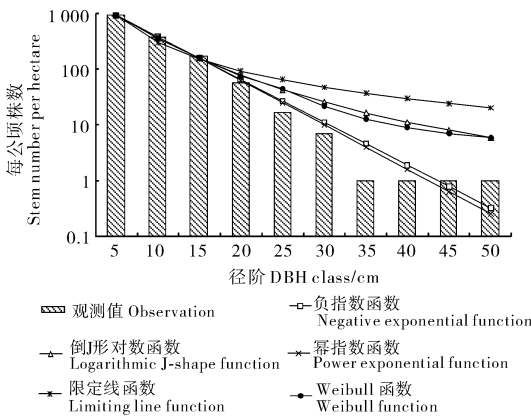 每公顷株数
Stem number per hectare
1 000
100
10
1
0.1
5 10 15 20 25 30 35 40 45 50
径阶 DBH class/cm
观测值 Observation
负指数函数
Negative exponential function
倒J形对数函数
Logarithmic J-shape function
幂指数函数
Power exponential function
限定线函数
Limiting line function
Weibull 函数
Weibull function